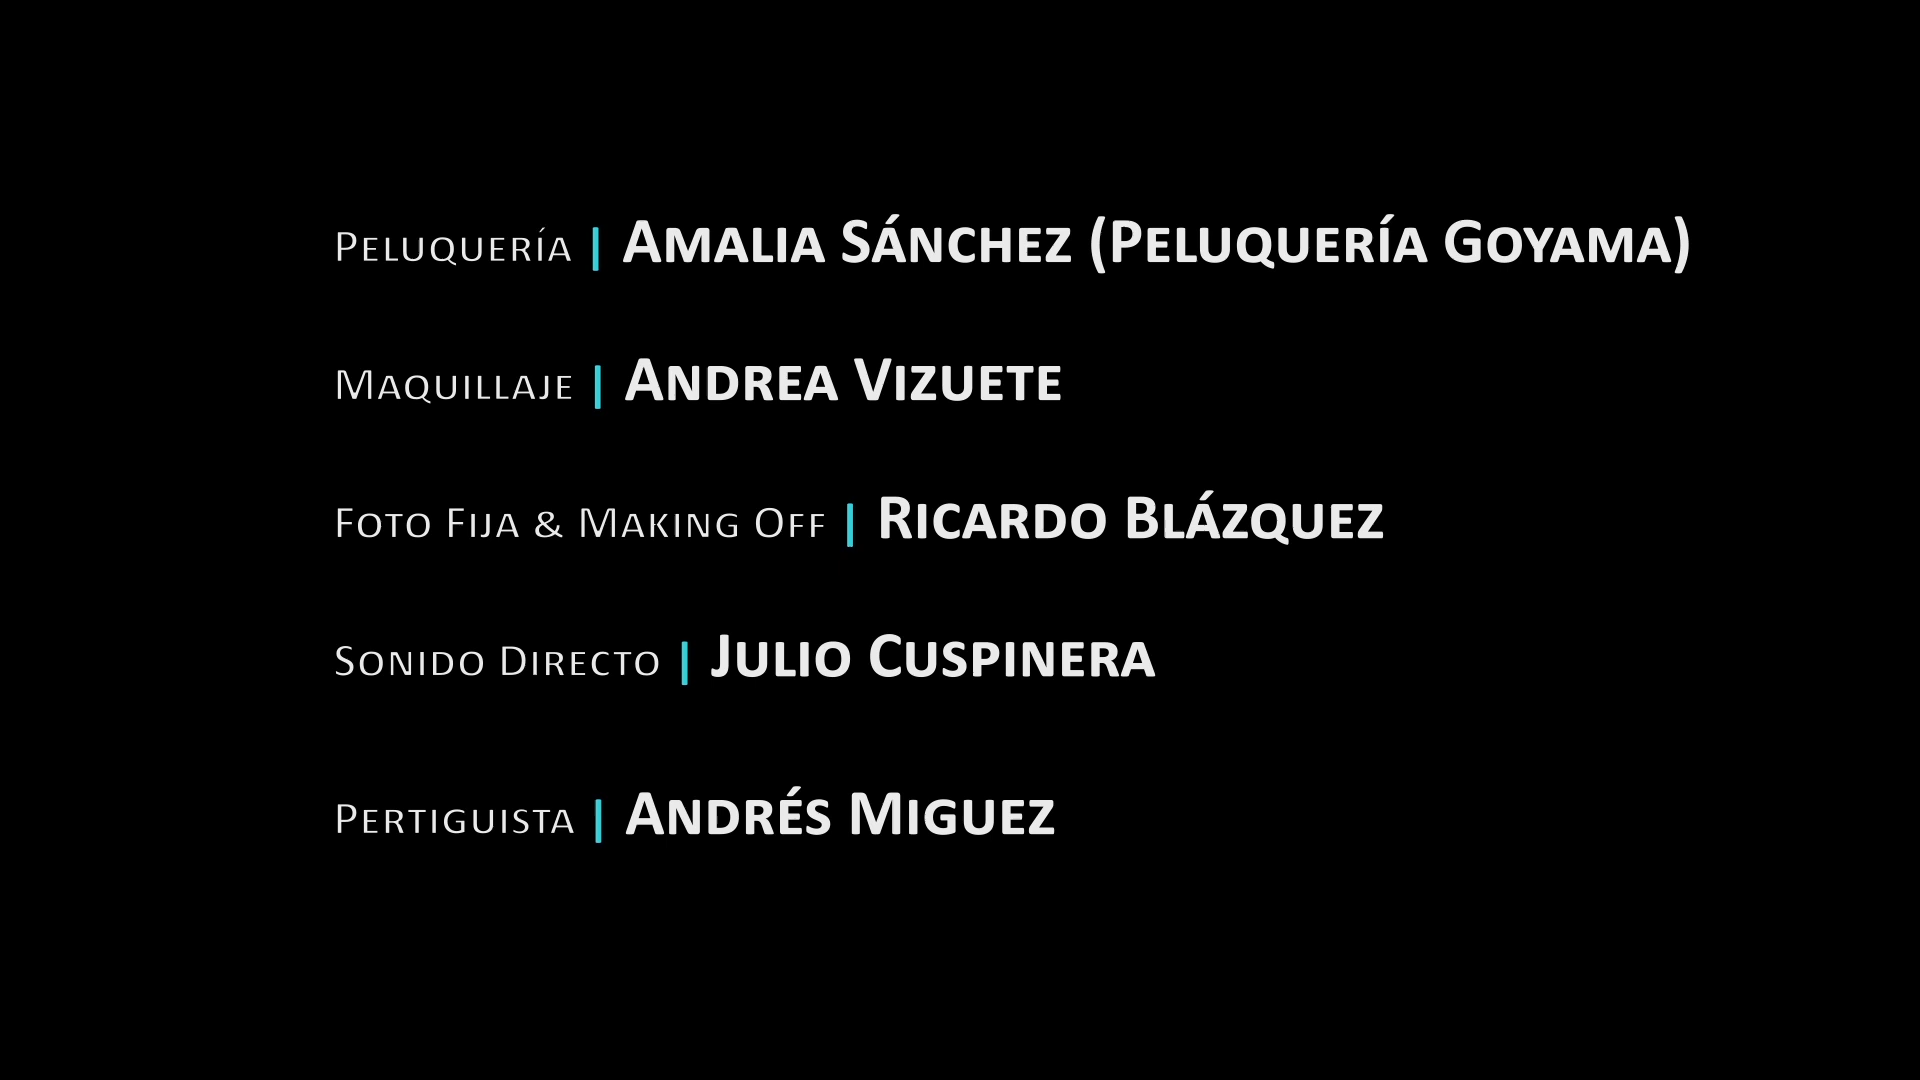 Peluquería | Amalia Sánchez (Peluquería Goyama)
Maquillaje | Andrea Vizuete
Foto Fija & Making Off | Ricardo Blázquez
Sonido Directo | Julio Cuspinera
Pertiguista | Andrés Miguez